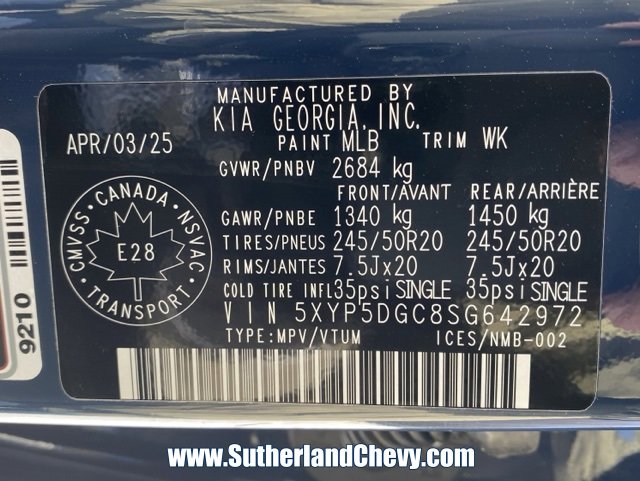 MANUFACTURED BY
KIA GEORGIA, INC.
APR/03/25 PAINT MLB TRIM WK
GVWR/PNBV 2684 kg
FRONT/AVANT REAR/ARRIÈRE
GAWR/PNBE 1340 kg 1450 kg
TIRES/PNEUS 245/50R20 245/50R20
RIMS/JANTES 7.5Jx20 7.5Jx20
COLD TIRE INFL 35psi SINGLE 35psi SINGLE
VIN 5XYP5DGC8SG642972
TYPE:MPV/VTUM ICES/NMB-002
CMVSS · CANADA · NSVAC
E28
TRANSPORT
9210
www.SutherlandChevy.com